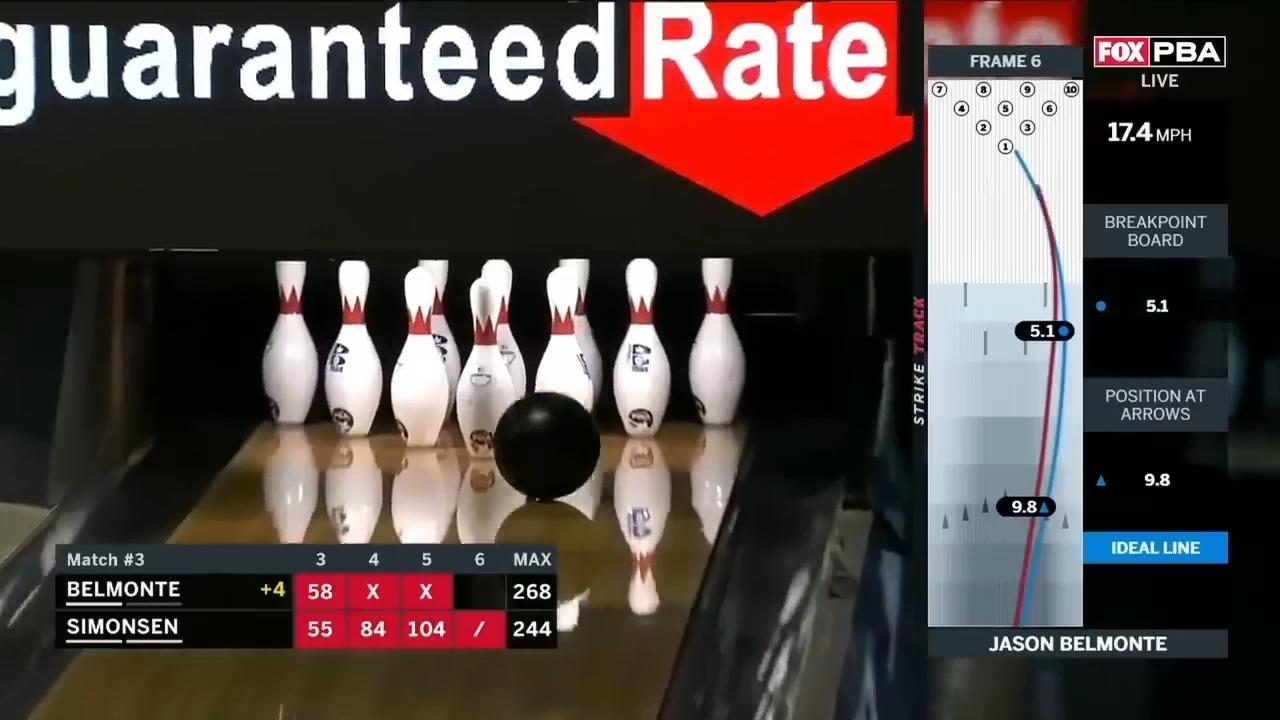 guaranteed Rate
FRAME 6
FOX PBA
LIVE
7 8 9 10
4 5 6
2 3
1
17.4 MPH
BREAKPOINT
BOARD
5.1
5.1
POSITION AT
ARROWS
9.8
9.8
IDEAL LINE
STRIKE TRACK
JASON BELMONTE
Match #3 3 4 5 6 MAX
BELMONTE +4 58 X X 268
SIMONSEN 55 84 104 / 244